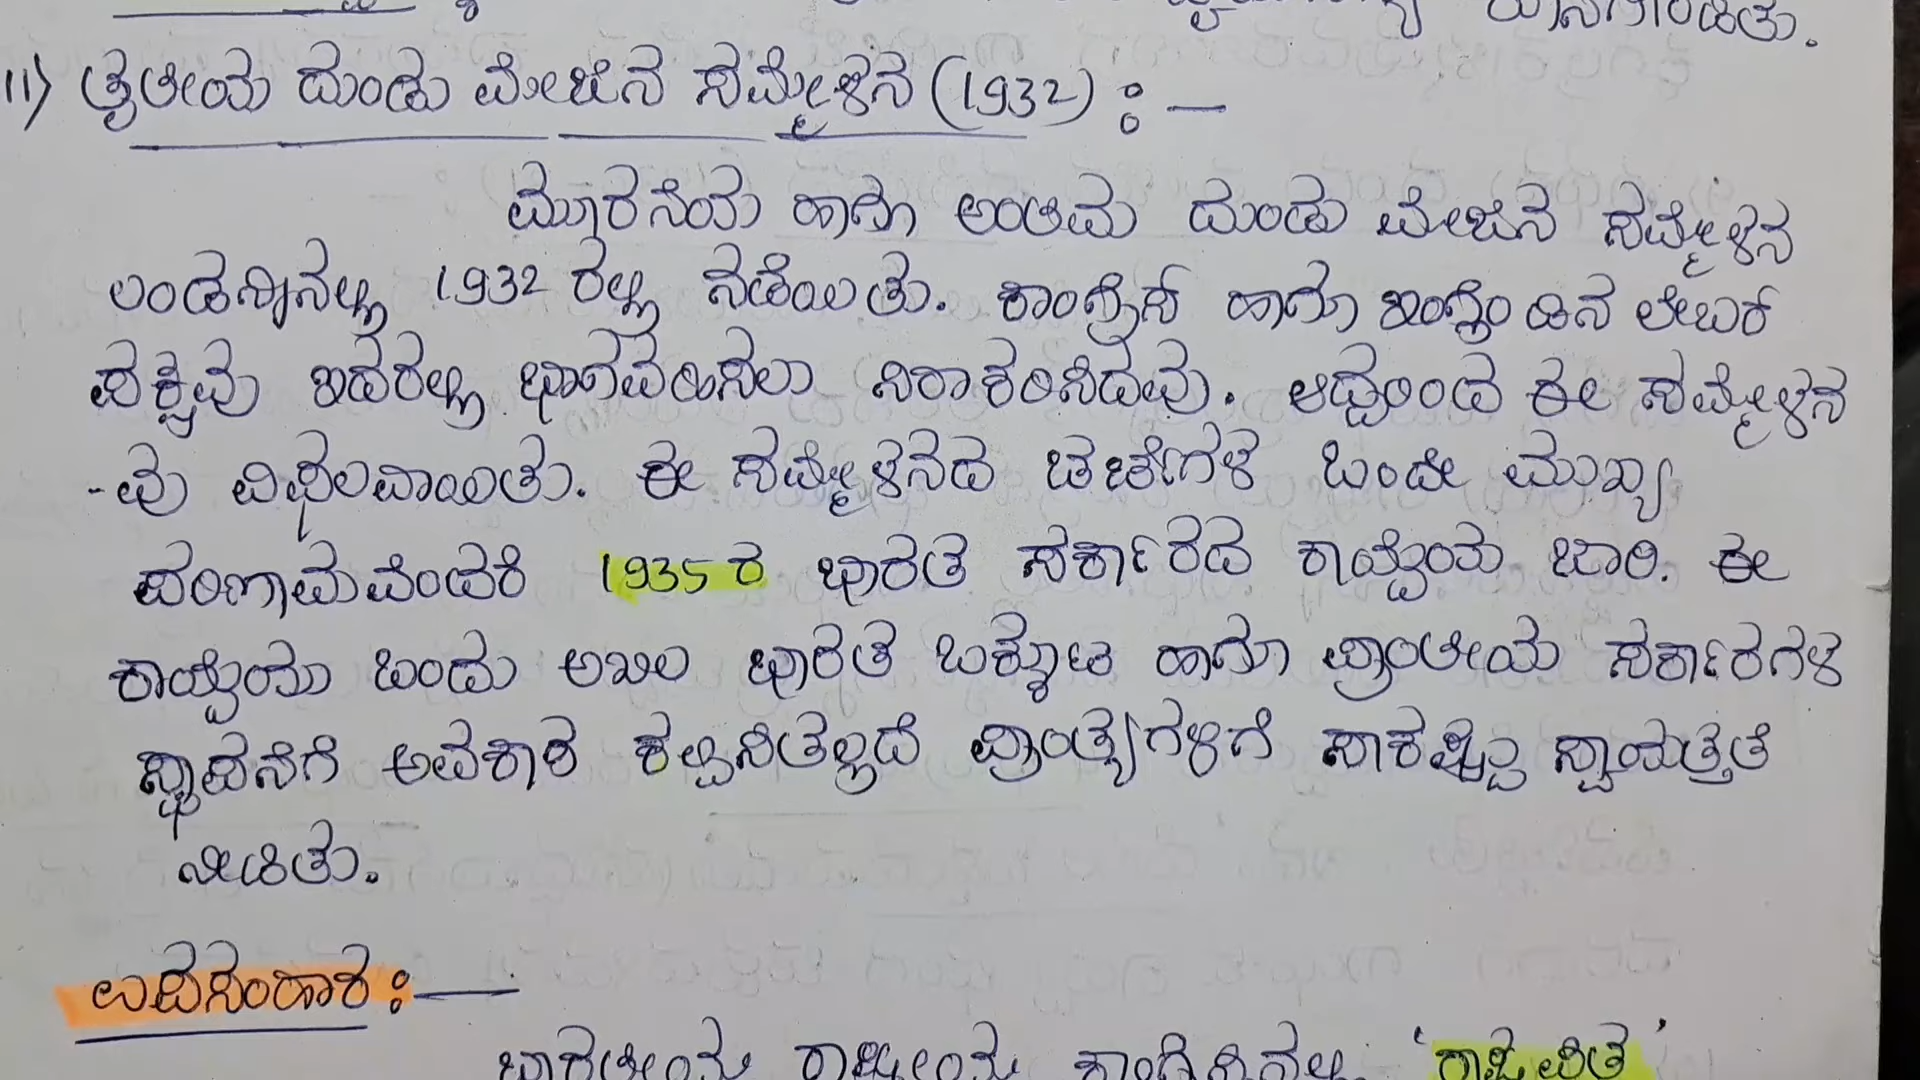 11) ತೃತೀಯ ದುಂಡು ಮೇಜಿನ ಸಮ್ಮೇಳನ (1932) : —
ಮೂರನೆಯ ಹಾಗೂ ಅಂತಿಮ ದುಂಡು ಮೇಜಿನ ಸಮ್ಮೇಳನ
ಲಂಡನ್ನಿನಲ್ಲಿ 1932 ರಲ್ಲಿ ನಡೆಯಿತು. ಕಾಂಗ್ರೆಸ್ ಹಾಗೂ ಇಂಗ್ಲೆಂಡಿನ ಲೇಬರ್
ಪಕ್ಷವು ಇದರಲ್ಲಿ ಭಾಗವಹಿಸಲು ನಿರಾಕರಿಸಿದವು. ಆದ್ದರಿಂದ ಈ ಸಮ್ಮೇಳನ
-ವು ವಿಫಲವಾಯಿತು. ಈ ಸಮ್ಮೇಳನದ ಚರ್ಚೆಗಳ ಒಂದೇ ಮುಖ್ಯ
ಪರಿಣಾಮವೆಂದರೆ 1935 ರ ಭಾರತ ಸರ್ಕಾರದ ಕಾಯ್ದೆಯ ಜಾರಿ. ಈ
ಕಾಯ್ದೆಯು ಒಂದು ಅಖಿಲ ಭಾರತ ಒಕ್ಕೂಟ ಹಾಗೂ ಪ್ರಾಂತೀಯ ಸರ್ಕಾರಗಳ
ಸ್ಥಾಪನೆಗೆ ಅವಕಾಶ ಕಲ್ಪಿಸಿತಲ್ಲದೆ ಪ್ರಾಂತ್ಯಗಳಿಗೆ ಸಾಕಷ್ಟು ಸ್ವಾಯತ್ತತೆ
ನೀಡಿತು.
ಉಪಸಂಹಾರ : —
ಭಾರತೀಯ ರಾಷ್ಟ್ರೀಯ ಕಾಂಗ್ರೆಸ್ಸಿನಲ್ಲಿ